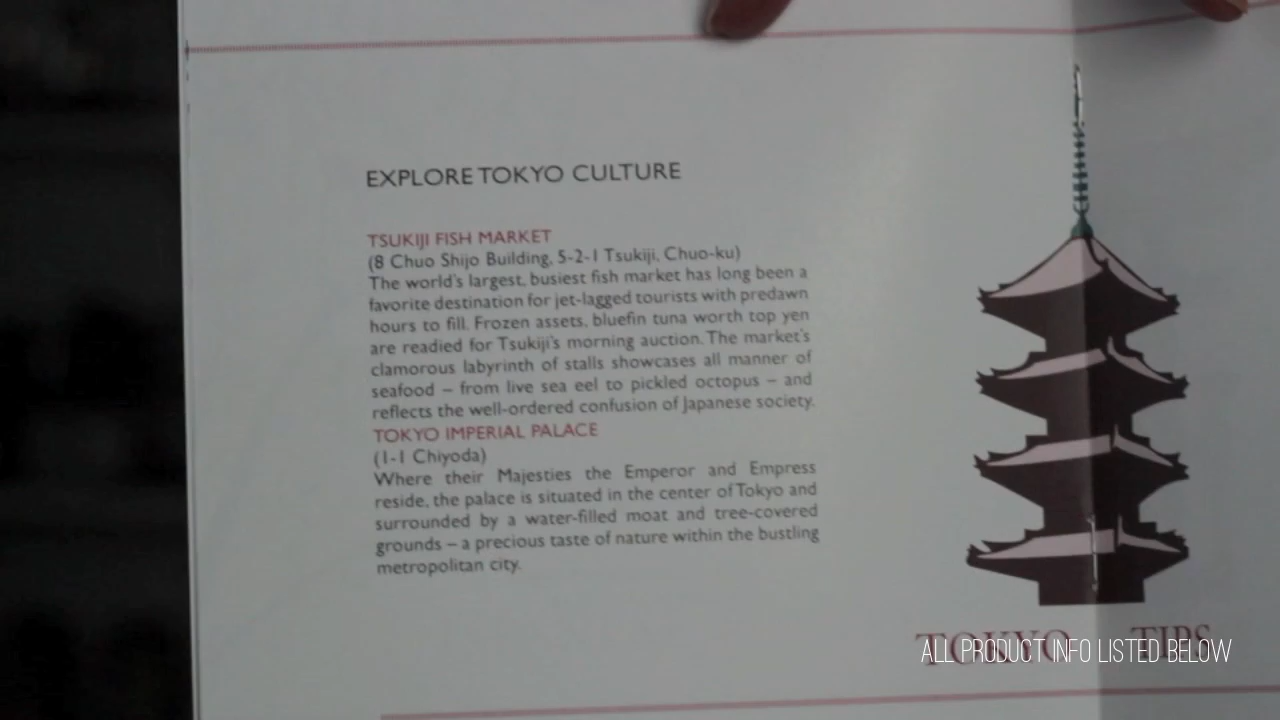 EXPLORE TOKYO CULTURE
TSUKIJI FISH MARKET
(8 Chuo Shijo Building, 5-2-1 Tsukiji, Chuo-ku)
The world's largest, busiest fish market has long been a
favorite destination for jet-lagged tourists with predawn
hours to fill. Frozen assets, bluefin tuna worth top yen
are readied for Tsukiji's morning auction. The market's
clamorous labyrinth of stalls showcases all manner of
seafood – from live sea eel to pickled octopus – and
reflects the well-ordered confusion of Japanese society.
TOKYO IMPERIAL PALACE
(1-1 Chiyoda)
Where their Majesties the Emperor and Empress
reside, the palace is situated in the center of Tokyo and
surrounded by a water-filled moat and tree-covered
grounds – a precious taste of nature within the bustling
metropolitan city.
TOKYO TIPS
ALL PRODUCT INFO LISTED BELOW